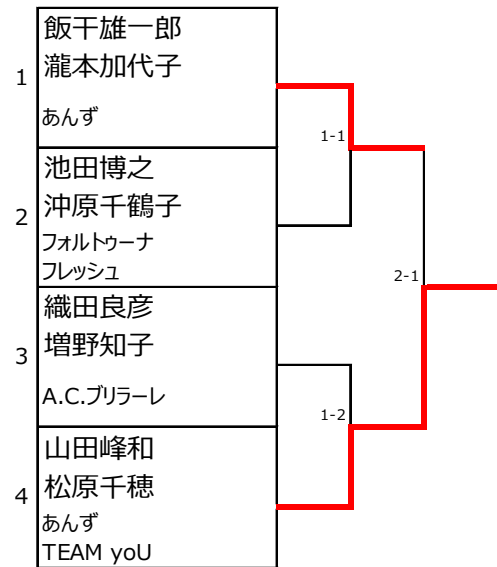 1
飯干雄一郎
瀧本加代子
あんず
1-1
2
池田博之
沖原千鶴子
フォルトゥーナ
フレッシュ
2-1
3
織田良彦
増野知子
A.C.ブリラーレ
1-2
4
山田峰和
松原千穂
あんず
TEAM yoU